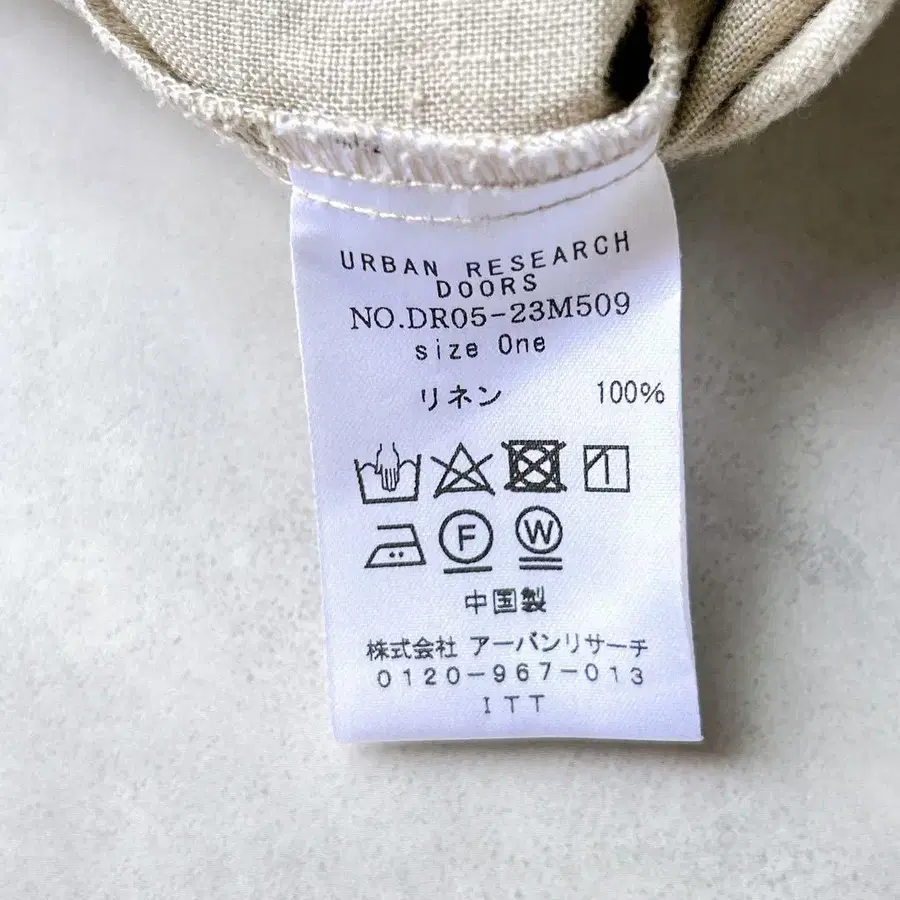 URBAN RESEARCH
DOORS
NO.DR05-23M509
size One
リネン 100%
F W
中国製
株式会社 アーバンリサーチ
0120-967-013
ITT